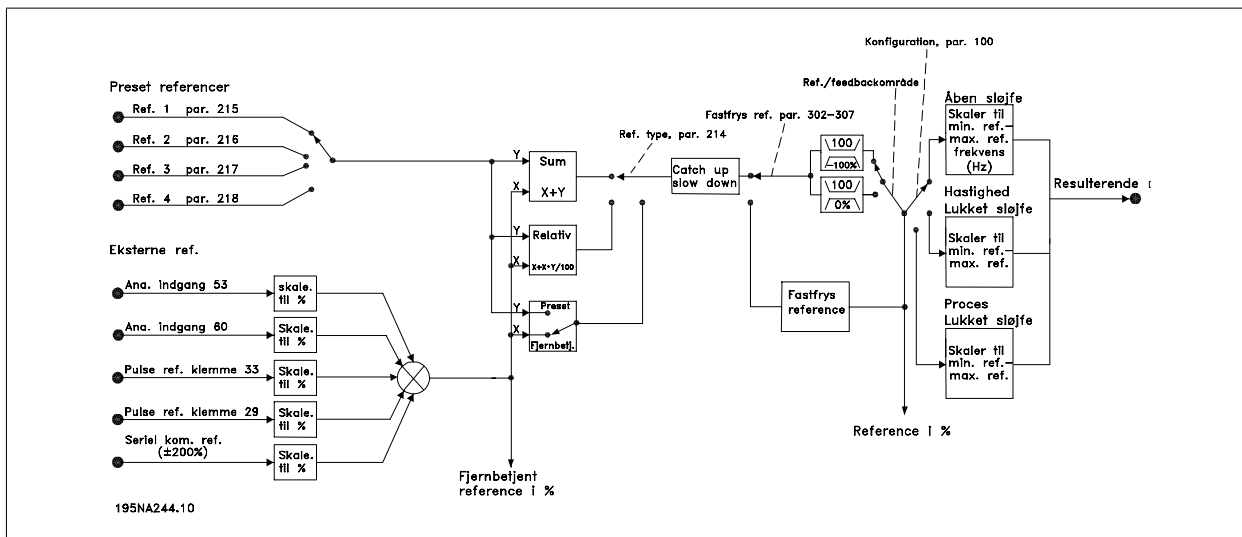 Konfiguration, par. 100
Ref./feedbackområde
Fastfrys ref. par. 302-307
Ref. type, par. 214
Preset referencer
Ref. 1 par. 215
Ref. 2 par. 216
Ref. 3 par. 217
Ref. 4 par. 218
Eksterne ref.
Ana. indgang 53
skale.
til %
Ana. indgang 60
Skale.
til %
Pulse ref. klemme 33
Skale.
til %
Pulse ref. klemme 29
Skale.
til %
Seriel kom. ref.
(±200%)
Skale.
til %
Y
Sum
X
X+Y
Y
Relativ
X
X+X*Y/100
Y
Preset
X
Fjernbetj.
Fjernbetjent
reference i %
Catch up
slow down
100
-100%
100
0%
Fastfrys
reference
Reference i %
Åben sløjfe
Skaler til
min. ref.-
max. ref.
frekvens
(Hz)
Hastighed
Lukket sløjfe
Skaler til
min. ref.-
max. ref.
Proces
Lukket sløjfe
Skaler til
min. ref.-
max. ref.
Resulterende
195NA244.10